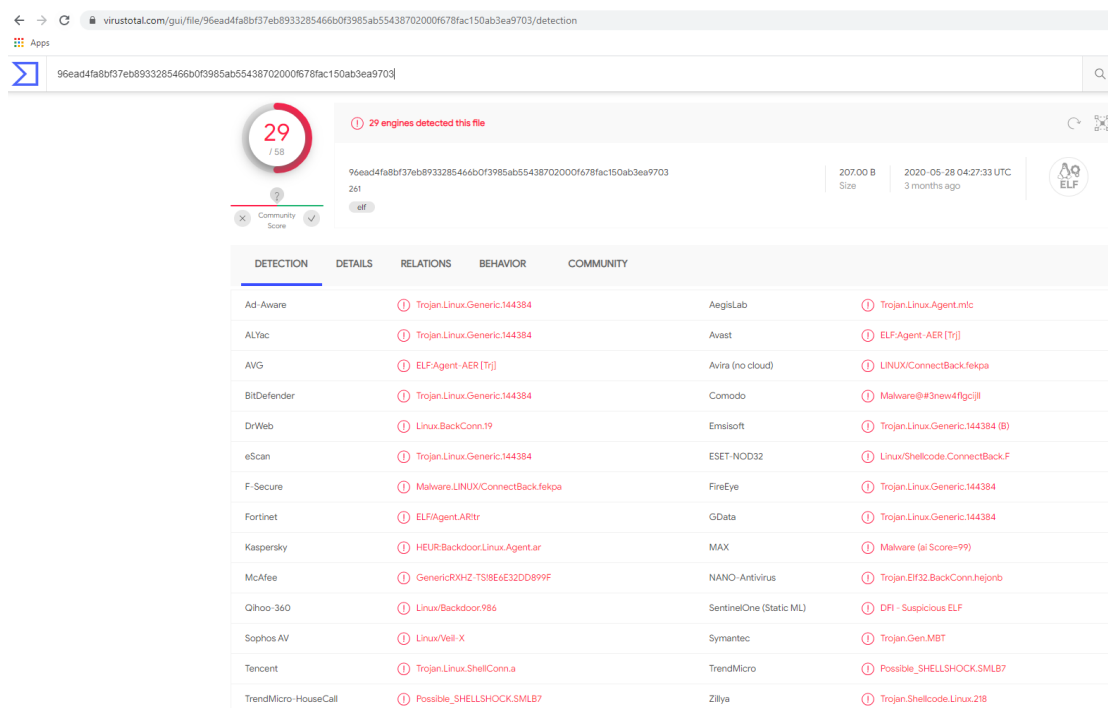 virustotal.com/gui/file/96ead4fa8bf37eb8933285466b0f3985ab55438702000f678fac150ab3ea9703/detection
Apps
96ead4fa8bf37eb8933285466b0f3985ab55438702000f678fac150ab3ea9703
29
/ 58
29 engines detected this file
96ead4fa8bf37eb8933285466b0f3985ab55438702000f678fac150ab3ea9703
261
elf
207.00 B
Size
2020-05-28 04:27:33 UTC
3 months ago
ELF
?
Community
Score
DETECTION DETAILS RELATIONS BEHAVIOR COMMUNITY
Ad-Aware Trojan.Linux.Generic.144384 AegisLab Trojan.Linux.Agent.m!c
ALYac Trojan.Linux.Generic.144384 Avast ELF:Agent-AER [Trj]
AVG ELF:Agent-AER [Trj] Avira (no cloud) LINUX/ConnectBack.fekpa
BitDefender Trojan.Linux.Generic.144384 Comodo Malware@#3new4flgcijll
DrWeb Linux.BackConn.19 Emsisoft Trojan.Linux.Generic.144384 (B)
eScan Trojan.Linux.Generic.144384 ESET-NOD32 Linux/Shellcode.ConnectBack.F
F-Secure Malware.LINUX/ConnectBack.fekpa FireEye Trojan.Linux.Generic.144384
Fortinet ELF/Agent.AR!tr GData Trojan.Linux.Generic.144384
Kaspersky HEUR:Backdoor.Linux.Agent.ar MAX Malware (ai Score=99)
McAfee GenericRXHZ-TS!8E6E32DD899F NANO-Antivirus Trojan.Elf32.BackConn.hejonb
Qihoo-360 Linux/Backdoor.986 SentinelOne (Static ML) DFI - Suspicious ELF
Sophos AV Linux/Veil-X Symantec Trojan.Gen.MBT
Tencent Trojan.Linux.ShellConn.a TrendMicro Possible_SHELLSHOCK.SMLB7
TrendMicro-HouseCall Possible_SHELLSHOCK.SMLB7 Zillya Trojan.Shellcode.Linux.218